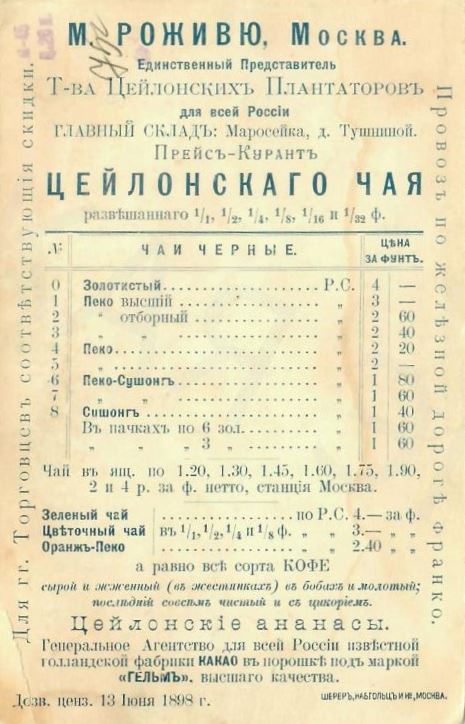 М. РОЖИВЮ, Москва.
Единственный Представитель
Т-ва Цейлонскихъ Плантаторовъ
для всей Россіи
ГЛАВНЫЙ СКЛАДЪ: Маросейка, д. Тушниной.
Прейсъ-Курантъ
ЦЕЙЛОНСКАГО ЧАЯ
развѣшаннаго 1/1, 1/2, 1/4, 1/8, 1/16 и 1/32 ф.
№ ЧАИ ЧЕРНЫЕ. ЦѢНА ЗА ФУНТЪ.
0 Золотистый Р.С. 4 —
1 Пеко высшій „ 3 —
2 „ отборный „ 2 60
3 „ „ 2 40
4 Пеко „ 2 20
5 „ „ 2 —
6 Пеко-Сушонгъ „ 1 80
7 „ „ 1 60
8 Сишонгъ „ 1 40
Въ пачкахъ по 6 зол. „ 1 60
„ „ „ 3 „ „ 1 60
Чай въ ящ. по 1.20, 1.30, 1.45, 1.60, 1.75, 1.90,
2 и 4 р. за ф. нетто, станція Москва.
Зеленый чай по Р.С. 4.— за ф.
Цвѣточный чай въ 1/1, 1/2, 1/4 и 1/8 ф. „ „ 3.— „ „
Оранжъ-Пеко „ „ 2.40 „ „
а равно всѣ сорта КОФЕ
сырой и жженный (въ жестянкахъ) въ бобахъ и молотый;
послѣдній совсѣмъ чистый и съ цикоріемъ.
Цейлонскіе ананасы.
Генеральное Агентство для всей Россіи извѣстной
голландской фабрики КАКАО въ порошкѣ подъ маркой
«ГЕЛЬМЪ». высшаго качества.
Дозв. ценз. 13 Іюня 1898 г.
ШЕРЕРЪ, НАБГОЛЬЦЪ И Кº, МОСКВА.
Для гг. Торговцевъ соотвѣтствующія скидки.
Провозъ по желѣзной дорогѣ франко.